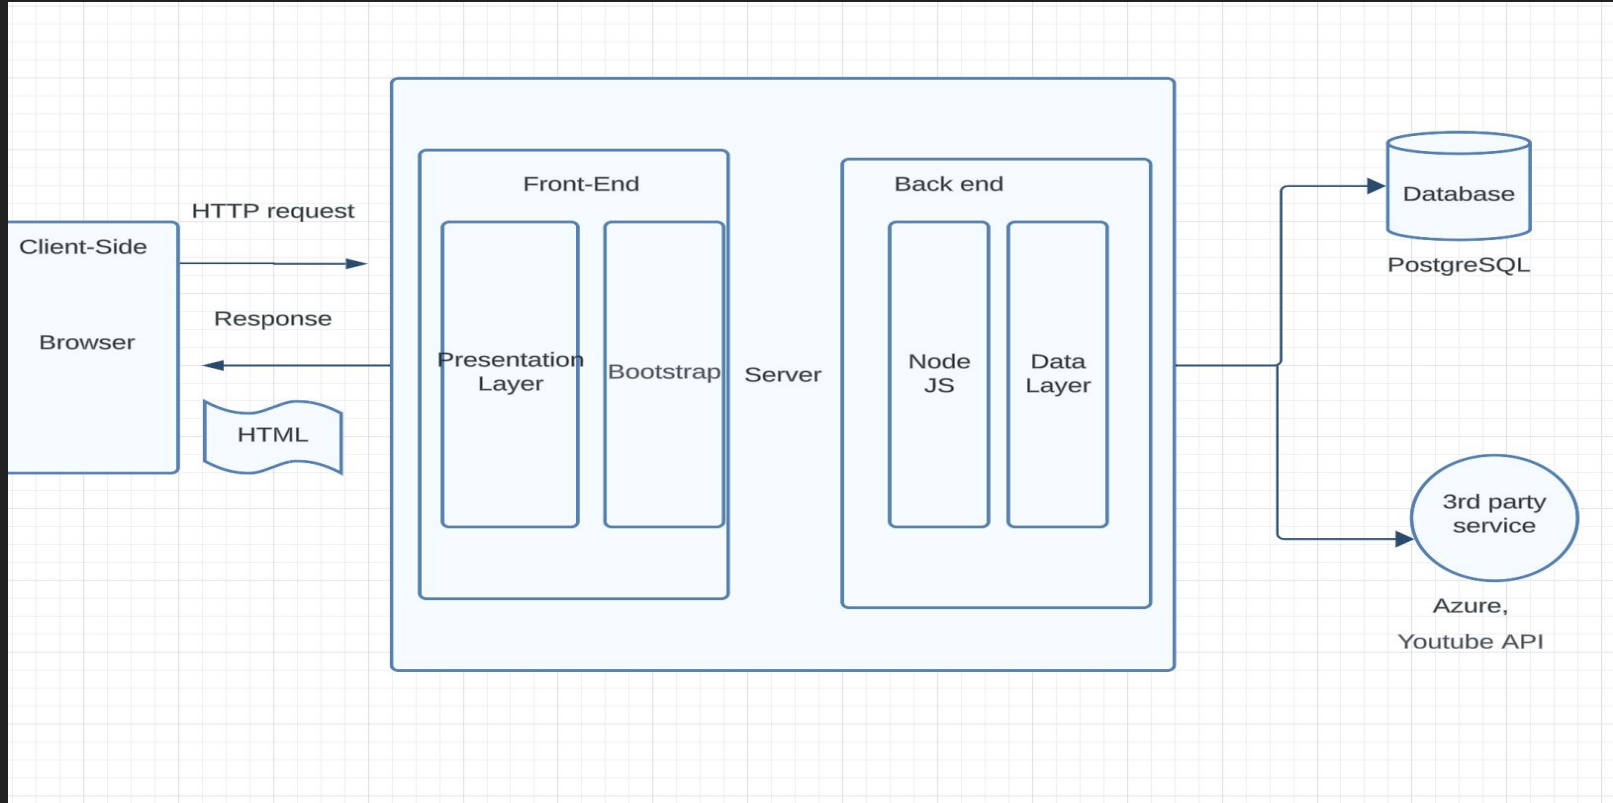 Client-Side
Browser
HTTP request
Response
HTML
Front-End
Presentation
Layer
Bootstrap
Server
Back end
Node
JS
Data
Layer
Database
PostgreSQL
3rd party
service
Azure,
Youtube API